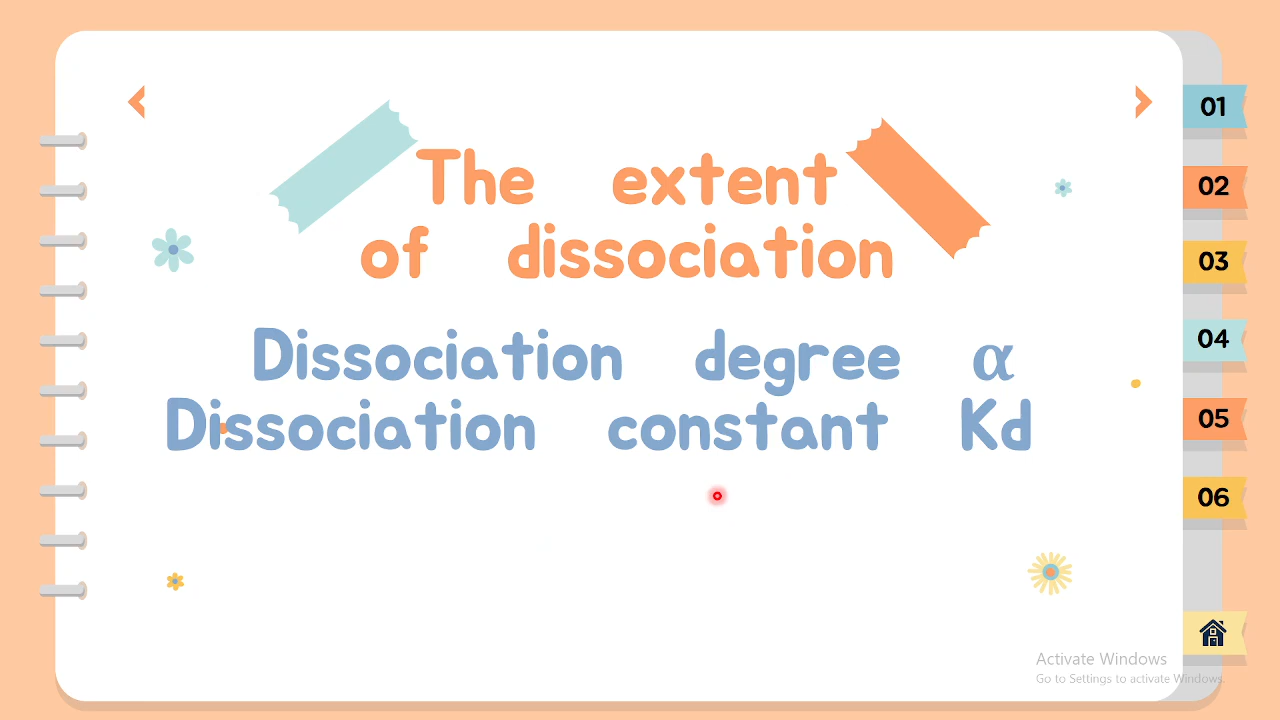 The extent
of dissociation
Dissociation degree α
Dissociation constant Kd
01
02
03
04
05
06
Activate Windows
Go to Settings to activate Windows.